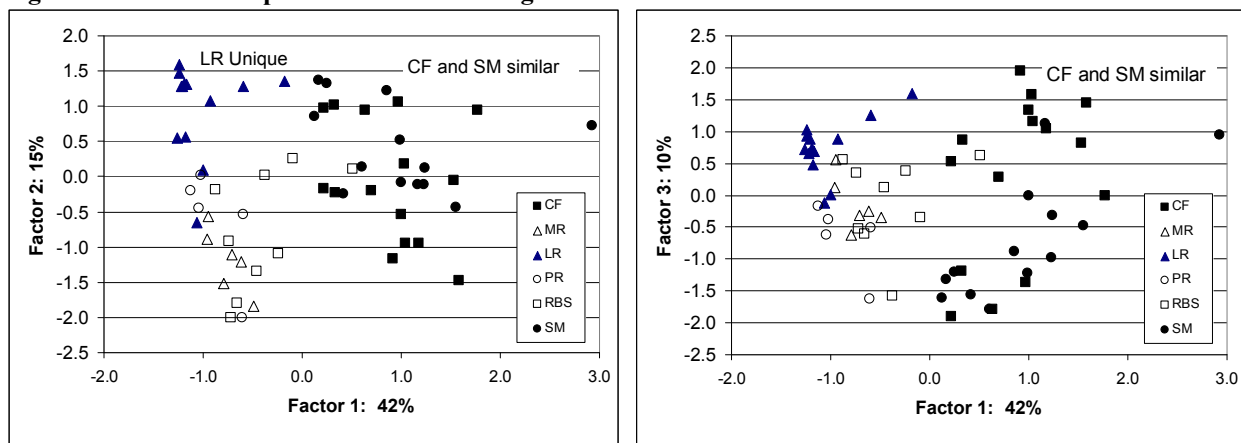 2.0
1.5
1.0
0.5
0.0
-0.5
-1.0
-1.5
-2.0
-2.5
Factor 2: 15%
LR Unique
CF and SM similar
CF
MR
LR
PR
RBS
SM
-2.0 -1.0 0.0 1.0 2.0 3.0
Factor 1: 42%
2.5
2.0
1.5
1.0
0.5
0.0
-0.5
-1.0
-1.5
-2.0
-2.5
Factor 3: 10%
CF and SM similar
CF
MR
LR
PR
RBS
SM
-2.0 -1.0 0.0 1.0 2.0 3.0
Factor 1: 42%